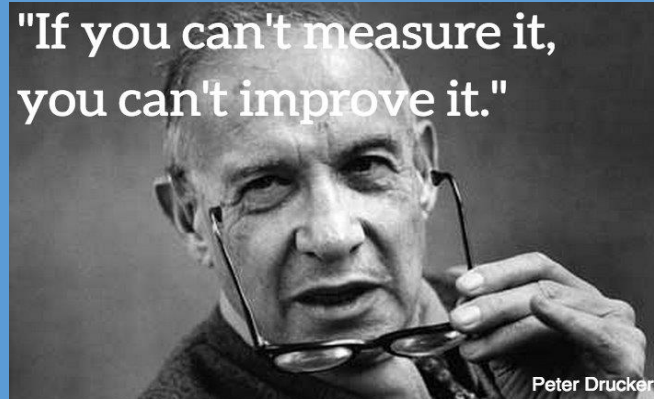 "If you can't measure it,
you can't improve it."
Peter Drucker